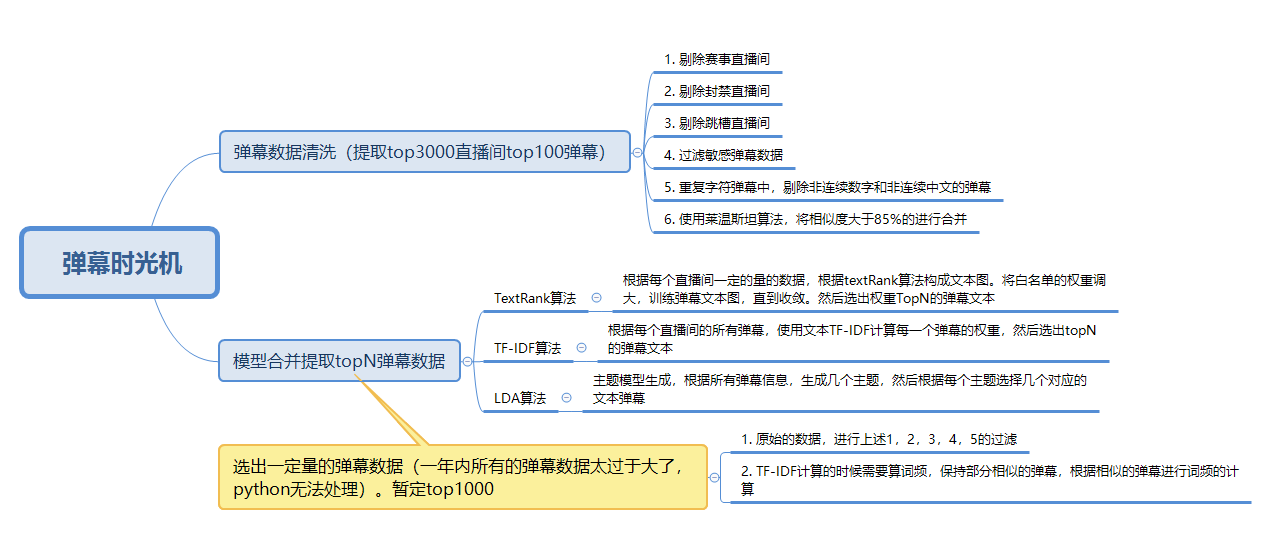 弹幕时光机
弹幕数据清洗（提取top3000直播间top100弹幕）
1. 剔除赛事直播间
2. 剔除封禁直播间
3. 剔除跳槽直播间
4. 过滤敏感弹幕数据
5. 重复字符弹幕中，剔除非连续数字和非连续中文的弹幕
6. 使用莱温斯坦算法，将相似度大于85%的进行合并
模型合并提取topN弹幕数据
TextRank算法
根据每个直播间一定的量的数据，根据textRank算法构成文本图。将白名单的权重调
大，训练弹幕文本图，直到收敛。然后选出权重TopN的弹幕文本
TF-IDF算法
根据每个直播间的所有弹幕，使用文本TF-IDF计算每一个弹幕的权重，然后选出topN
的弹幕文本
LDA算法
主题模型生成，根据所有弹幕信息，生成几个主题，然后根据每个主题选择几个对应的
文本弹幕
选出一定量的弹幕数据（一年内所有的弹幕数据太过于大了，
python无法处理）。暂定top1000
1. 原始的数据，进行上述1，2，3，4，5的过滤
2. TF-IDF计算的时候需要算词频，保持部分相似的弹幕，根据相似的弹幕进行词频的计
算